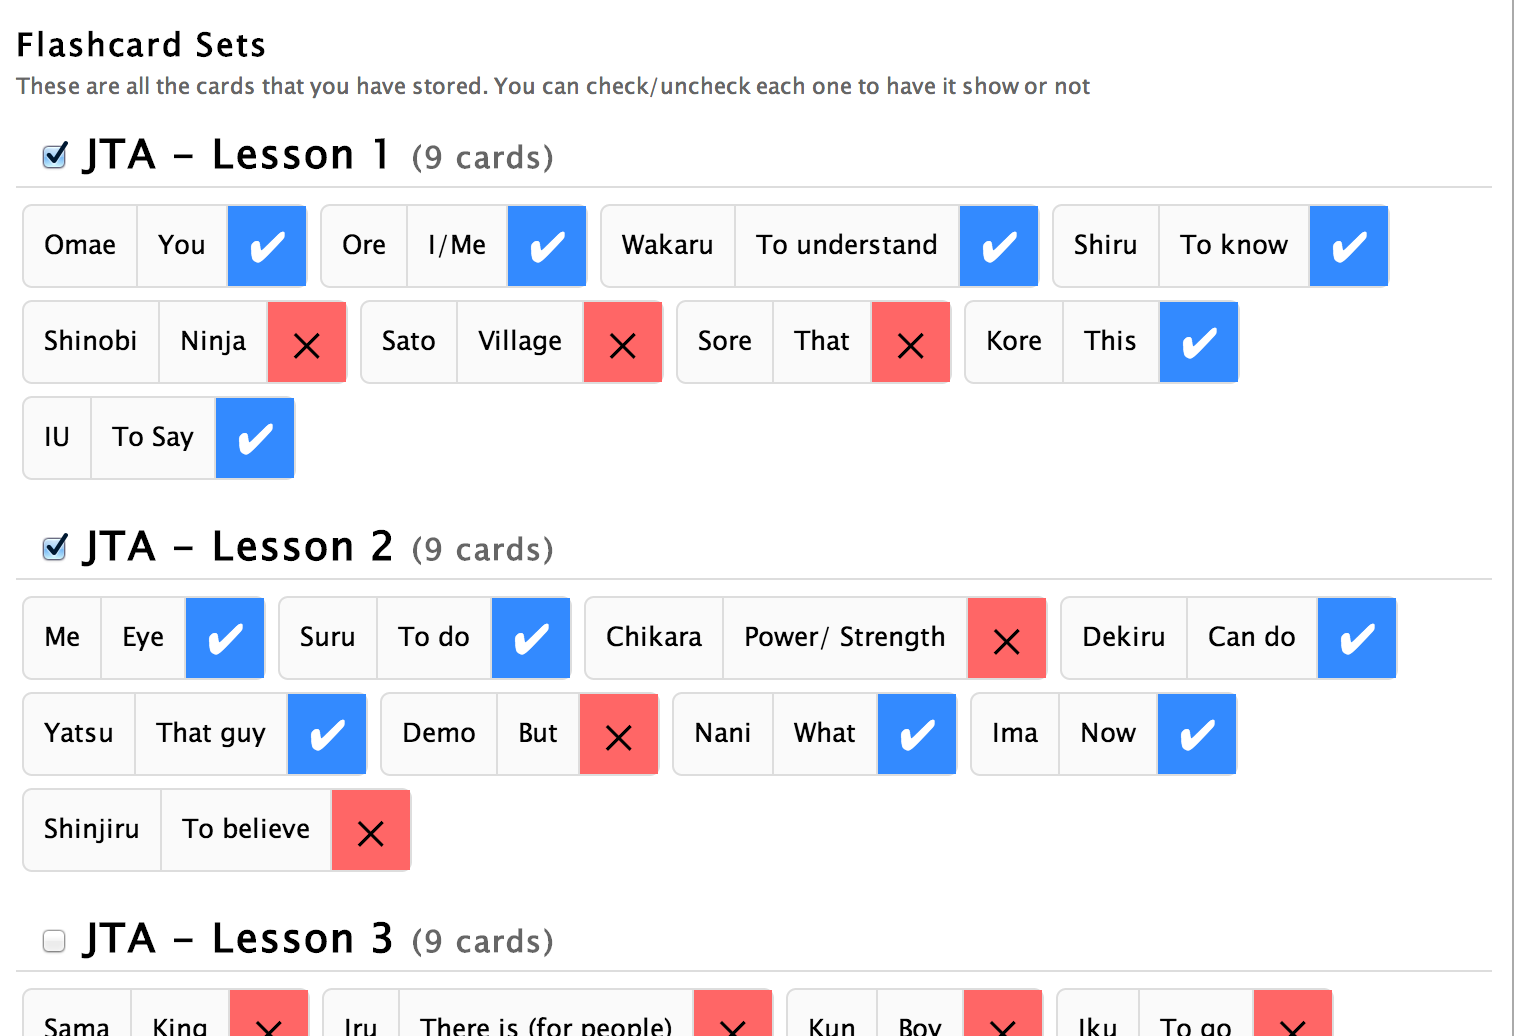 Flashcard Sets
These are all the cards that you have stored. You can check/uncheck each one to have it show or not
JTA – Lesson 1 (9 cards)
Omae You ✔ Ore I/Me ✔ Wakaru To understand ✔ Shiru To know ✔
Shinobi Ninja ✕ Sato Village ✕ Sore That ✕ Kore This ✔
IU To Say ✔
JTA – Lesson 2 (9 cards)
Me Eye ✔ Suru To do ✔ Chikara Power/ Strength ✕ Dekiru Can do ✔
Yatsu That guy ✔ Demo But ✕ Nani What ✔ Ima Now ✔
Shinjiru To believe ✕
JTA – Lesson 3 (9 cards)
Sama King ✕ Iru There is (for people) ✕ Kun Boy ✕ Iku To go ✕